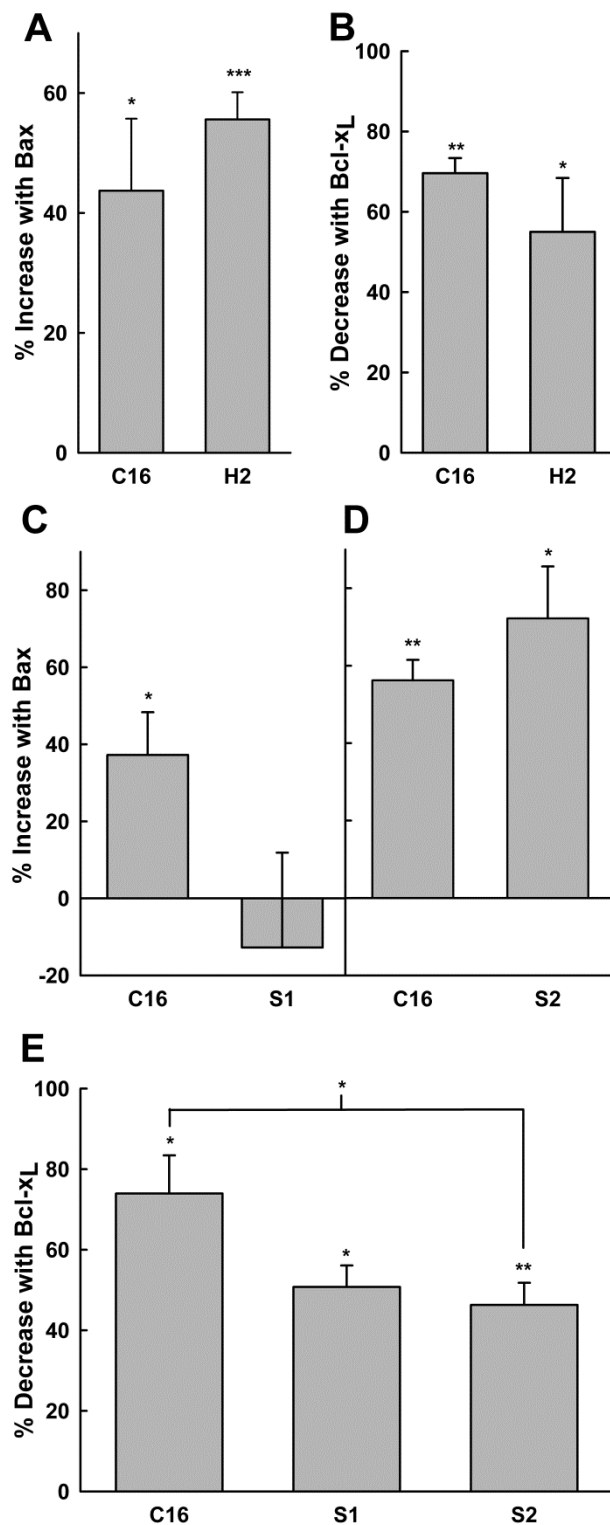 A
B
% Increase with Bax
60
40
20
0
*
***
C16
H2
% Decrease with Bcl-xL
100
80
60
40
20
0
**
*
C16
H2
C
D
% Increase with Bax
80
60
40
20
0
-20
*
**
*
C16
S1
C16
S2
E
% Decrease with Bcl-xL
100
80
60
40
20
0
*
*
*
**
C16
S1
S2